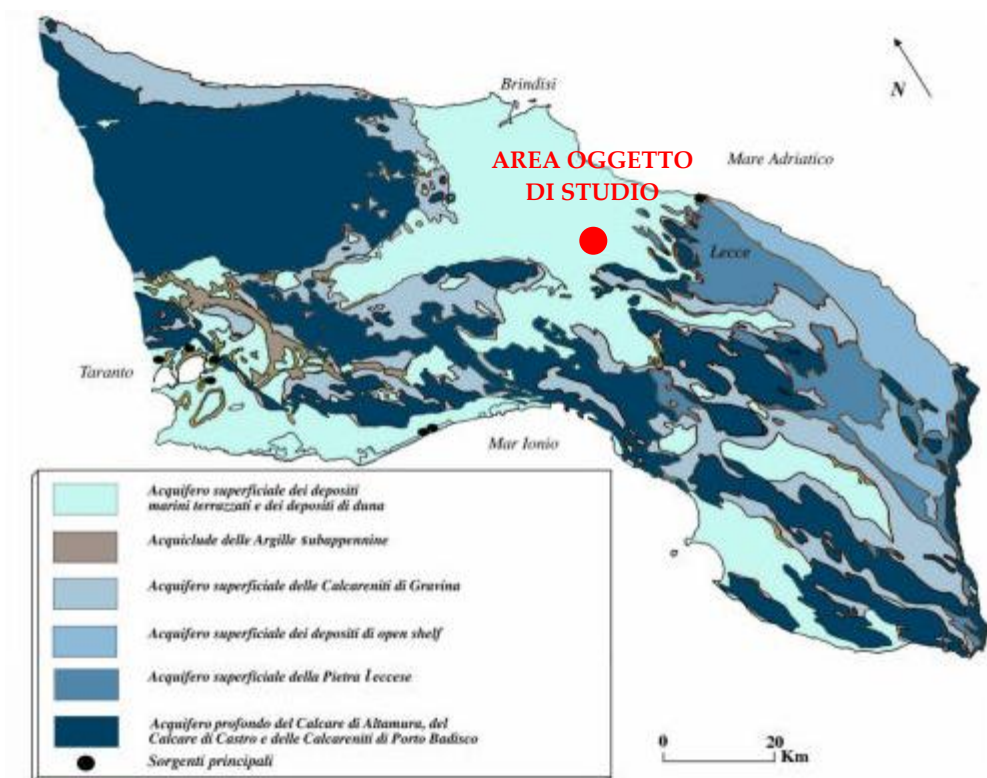 Brindisi
N
AREA OGGETTO
DI STUDIO
Mare Adriatico
Lecce
Taranto
Mar Ionio
Acquifero superficiale dei depositi
marini terrazzati e dei depositi di duna
Acquiclude delle Argille subappennine
Acquifero superficiale delle Calcareniti di Gravina
Acquifero superficiale dei depositi di open shelf
Acquifero superficiale della Pietra leccese
Acquifero profondo del Calcare di Altamura, del
Calcare di Castro e delle Calcareniti di Porto Badisco
Sorgenti principali
0 20
Km